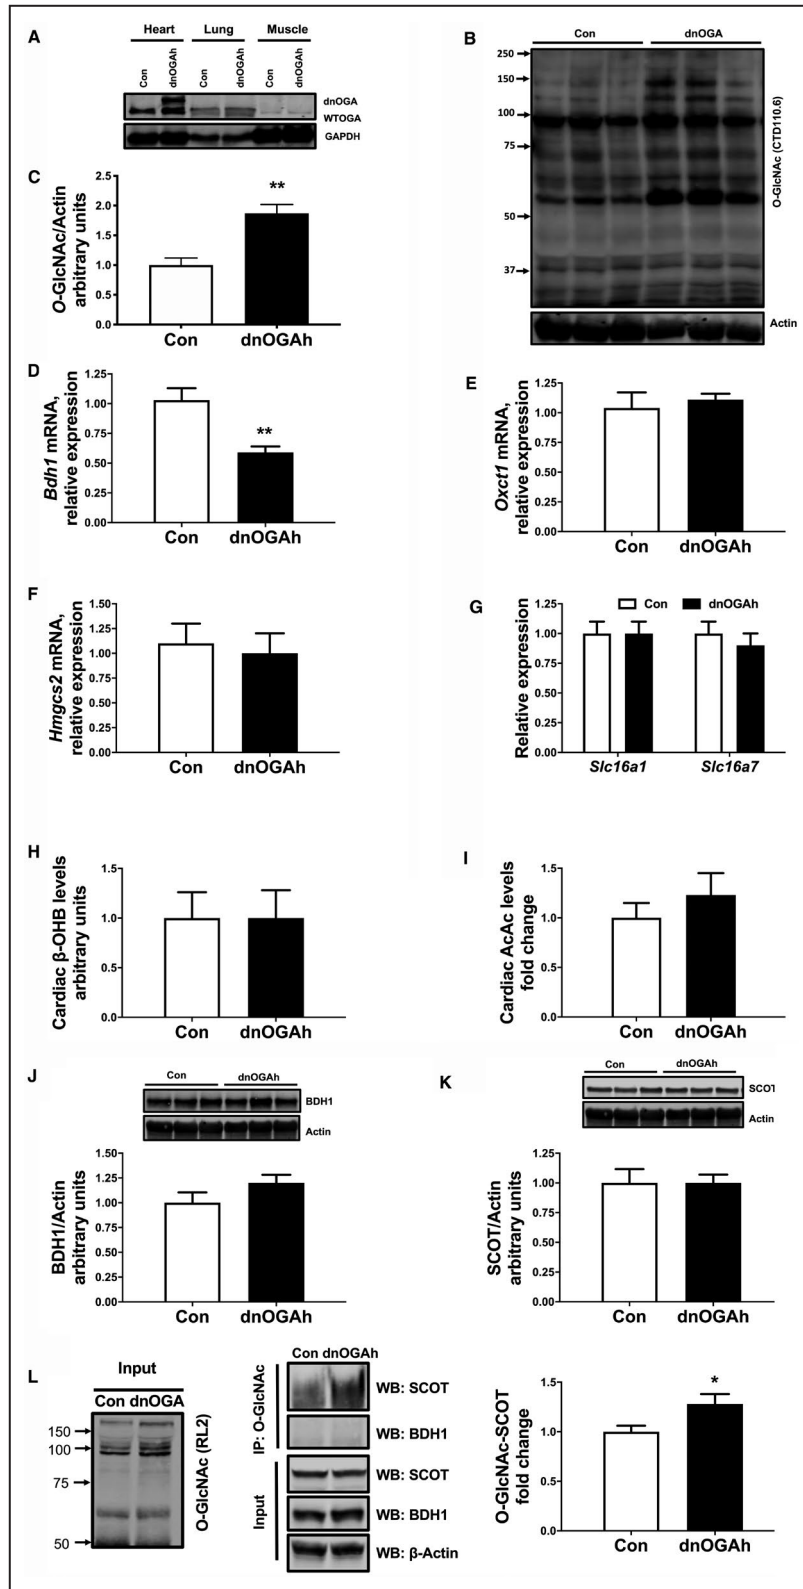 A
Heart Lung Muscle
Con dnOGAh Con dnOGAh Con dnOGAh
dnOGA
WTOGA
GAPDH
B
Con dnOGA
250
150
100
75
50
37
O-GlcNAc (CTD110.6)
Actin
C
O-GlcNAc/Actin
arbitrary units
2.5
2.0
1.5
1.0
0.5
0.0
**
Con dnOGAh
D
Bdh1 mRNA,
relative expression
1.25
1.00
0.75
0.50
0.25
0.00
**
Con dnOGAh
E
Oxct1 mRNA,
relative expression
1.25
1.00
0.75
0.50
0.25
0.00
Con dnOGAh
F
Hmgcs2 mRNA,
relative expression
1.50
1.25
1.00
0.75
0.50
0.25
0.00
Con dnOGAh
G
Con dnOGAh
Relative expression
1.25
1.00
0.75
0.50
0.25
0.00
Slc16a1 Slc16a7
H
Cardiac β-OHB levels
arbitrary units
1.5
1.0
0.5
0.0
Con dnOGAh
I
Cardiac AcAc levels
fold change
1.5
1.0
0.5
0.0
Con dnOGAh
J
Con dnOGAh
BDH1
Actin
BDH1/Actin
arbitrary units
1.50
1.25
1.00
0.75
0.50
0.25
0.00
Con dnOGAh
K
Con dnOGAh
SCOT
Actin
SCOT/Actin
arbitrary units
1.25
1.00
0.75
0.50
0.25
0.00
Con dnOGAh
L
Input
Con dnOGA
150
100
75
50
O-GlcNAc (RL2)
Con dnOGAh
IP: O-GlcNAc
WB: SCOT
WB: BDH1
Input
WB: SCOT
WB: BDH1
WB: β-Actin
O-GlcNAc-SCOT
fold change
1.5
1.0
0.5
0.0
*
Con dnOGAh